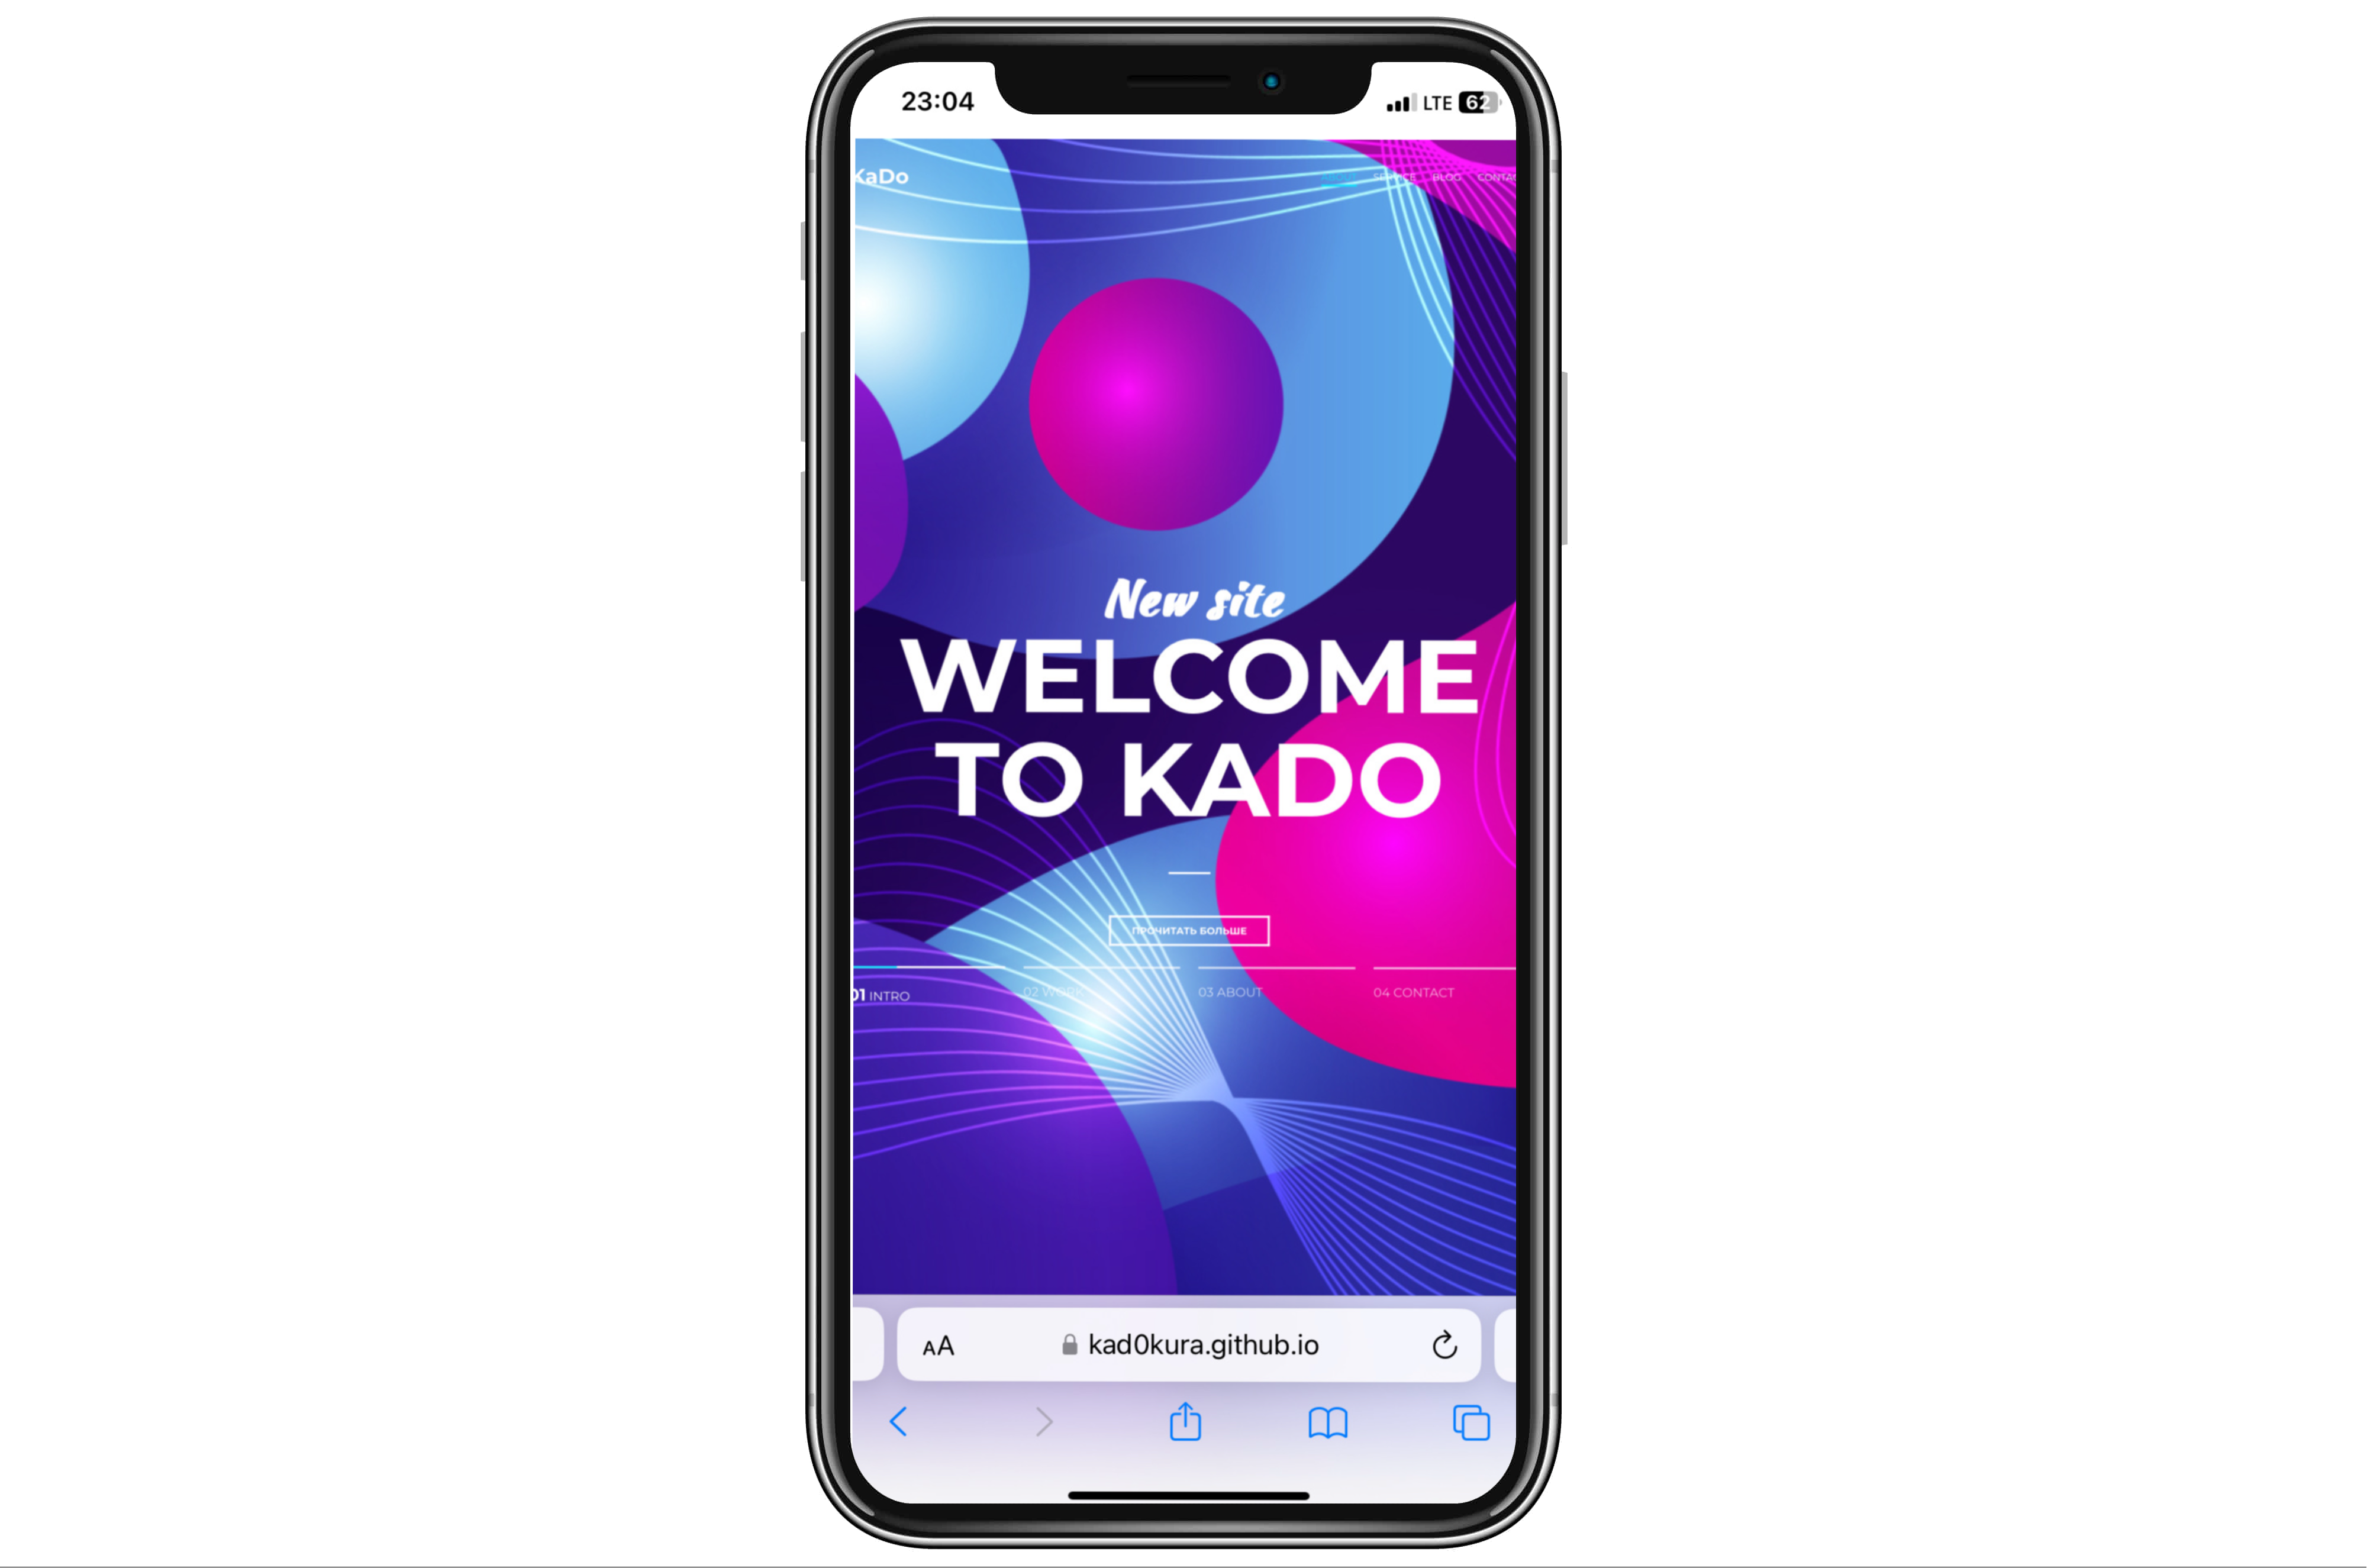 23:04 LTE 62
KaDo SERVICE BLOG CONTAC
New site
WELCOME
TO KADO
ПРОЧИТАТЬ БОЛЬШЕ
01 INTRO 02 WORK 03 ABOUT 04 CONTACT
AA kad0kura.github.io